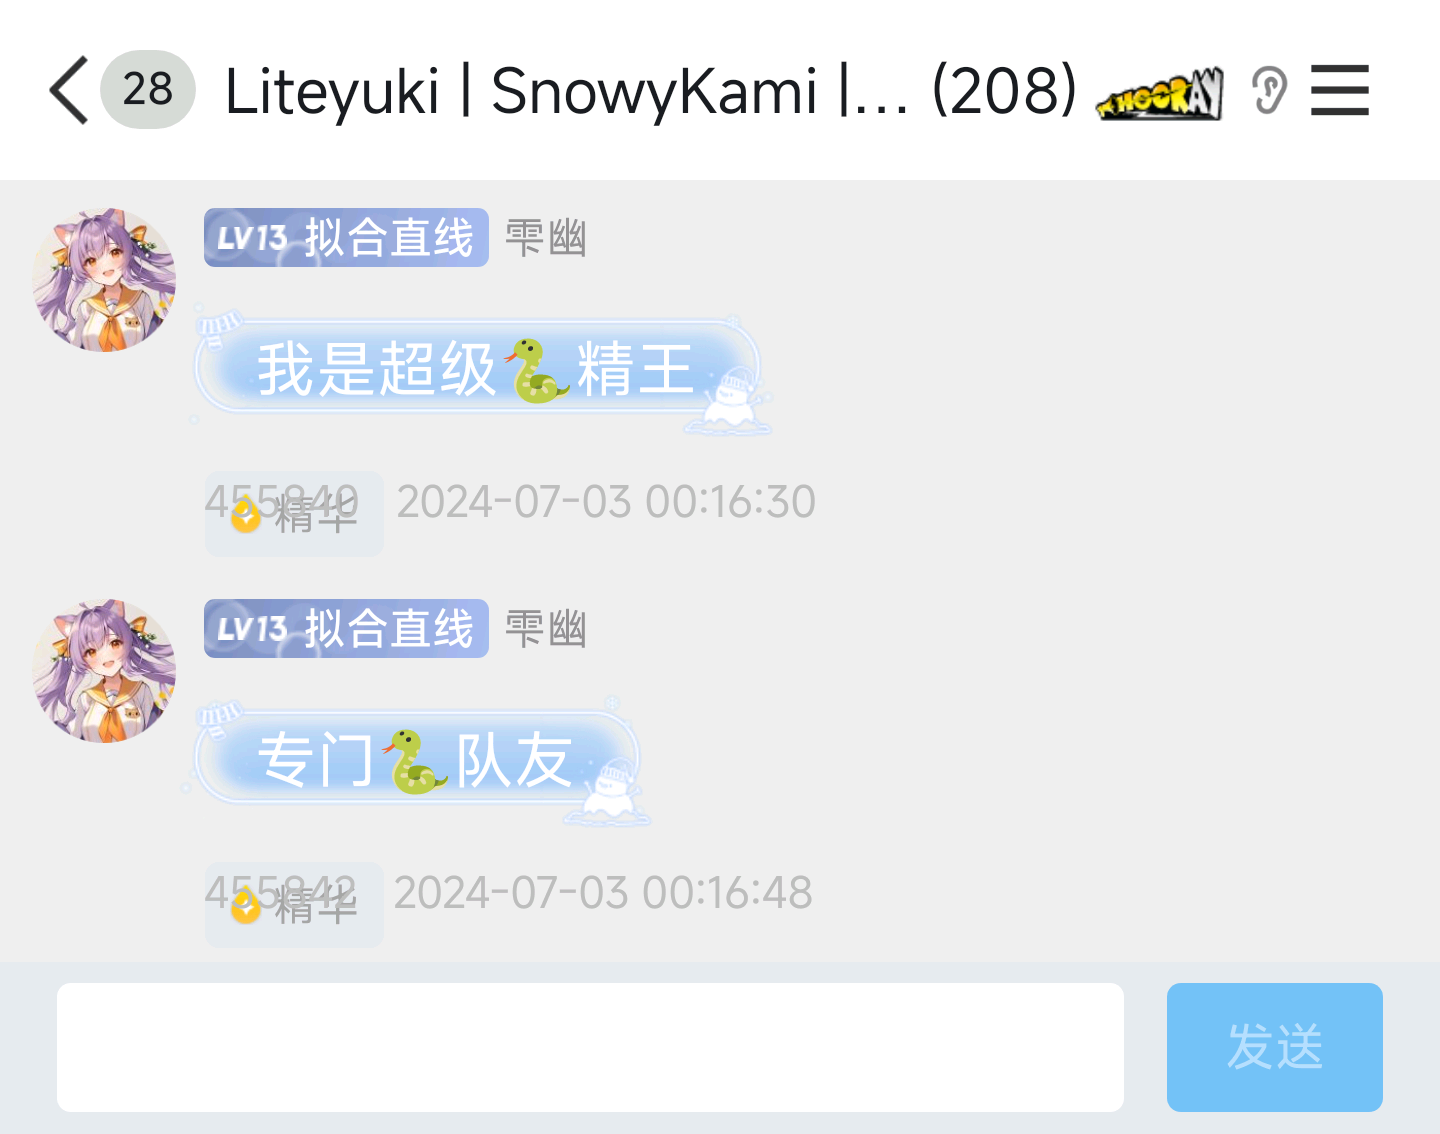 28 Liteyuki | SnowyKami |... (208) HOORAY
LV13 拟合直线 雫幽
我是超级🐍精王
455840 2024-07-03 00:16:30
精华
LV13 拟合直线 雫幽
专门🐍队友
455842 2024-07-03 00:16:48
精华
发送